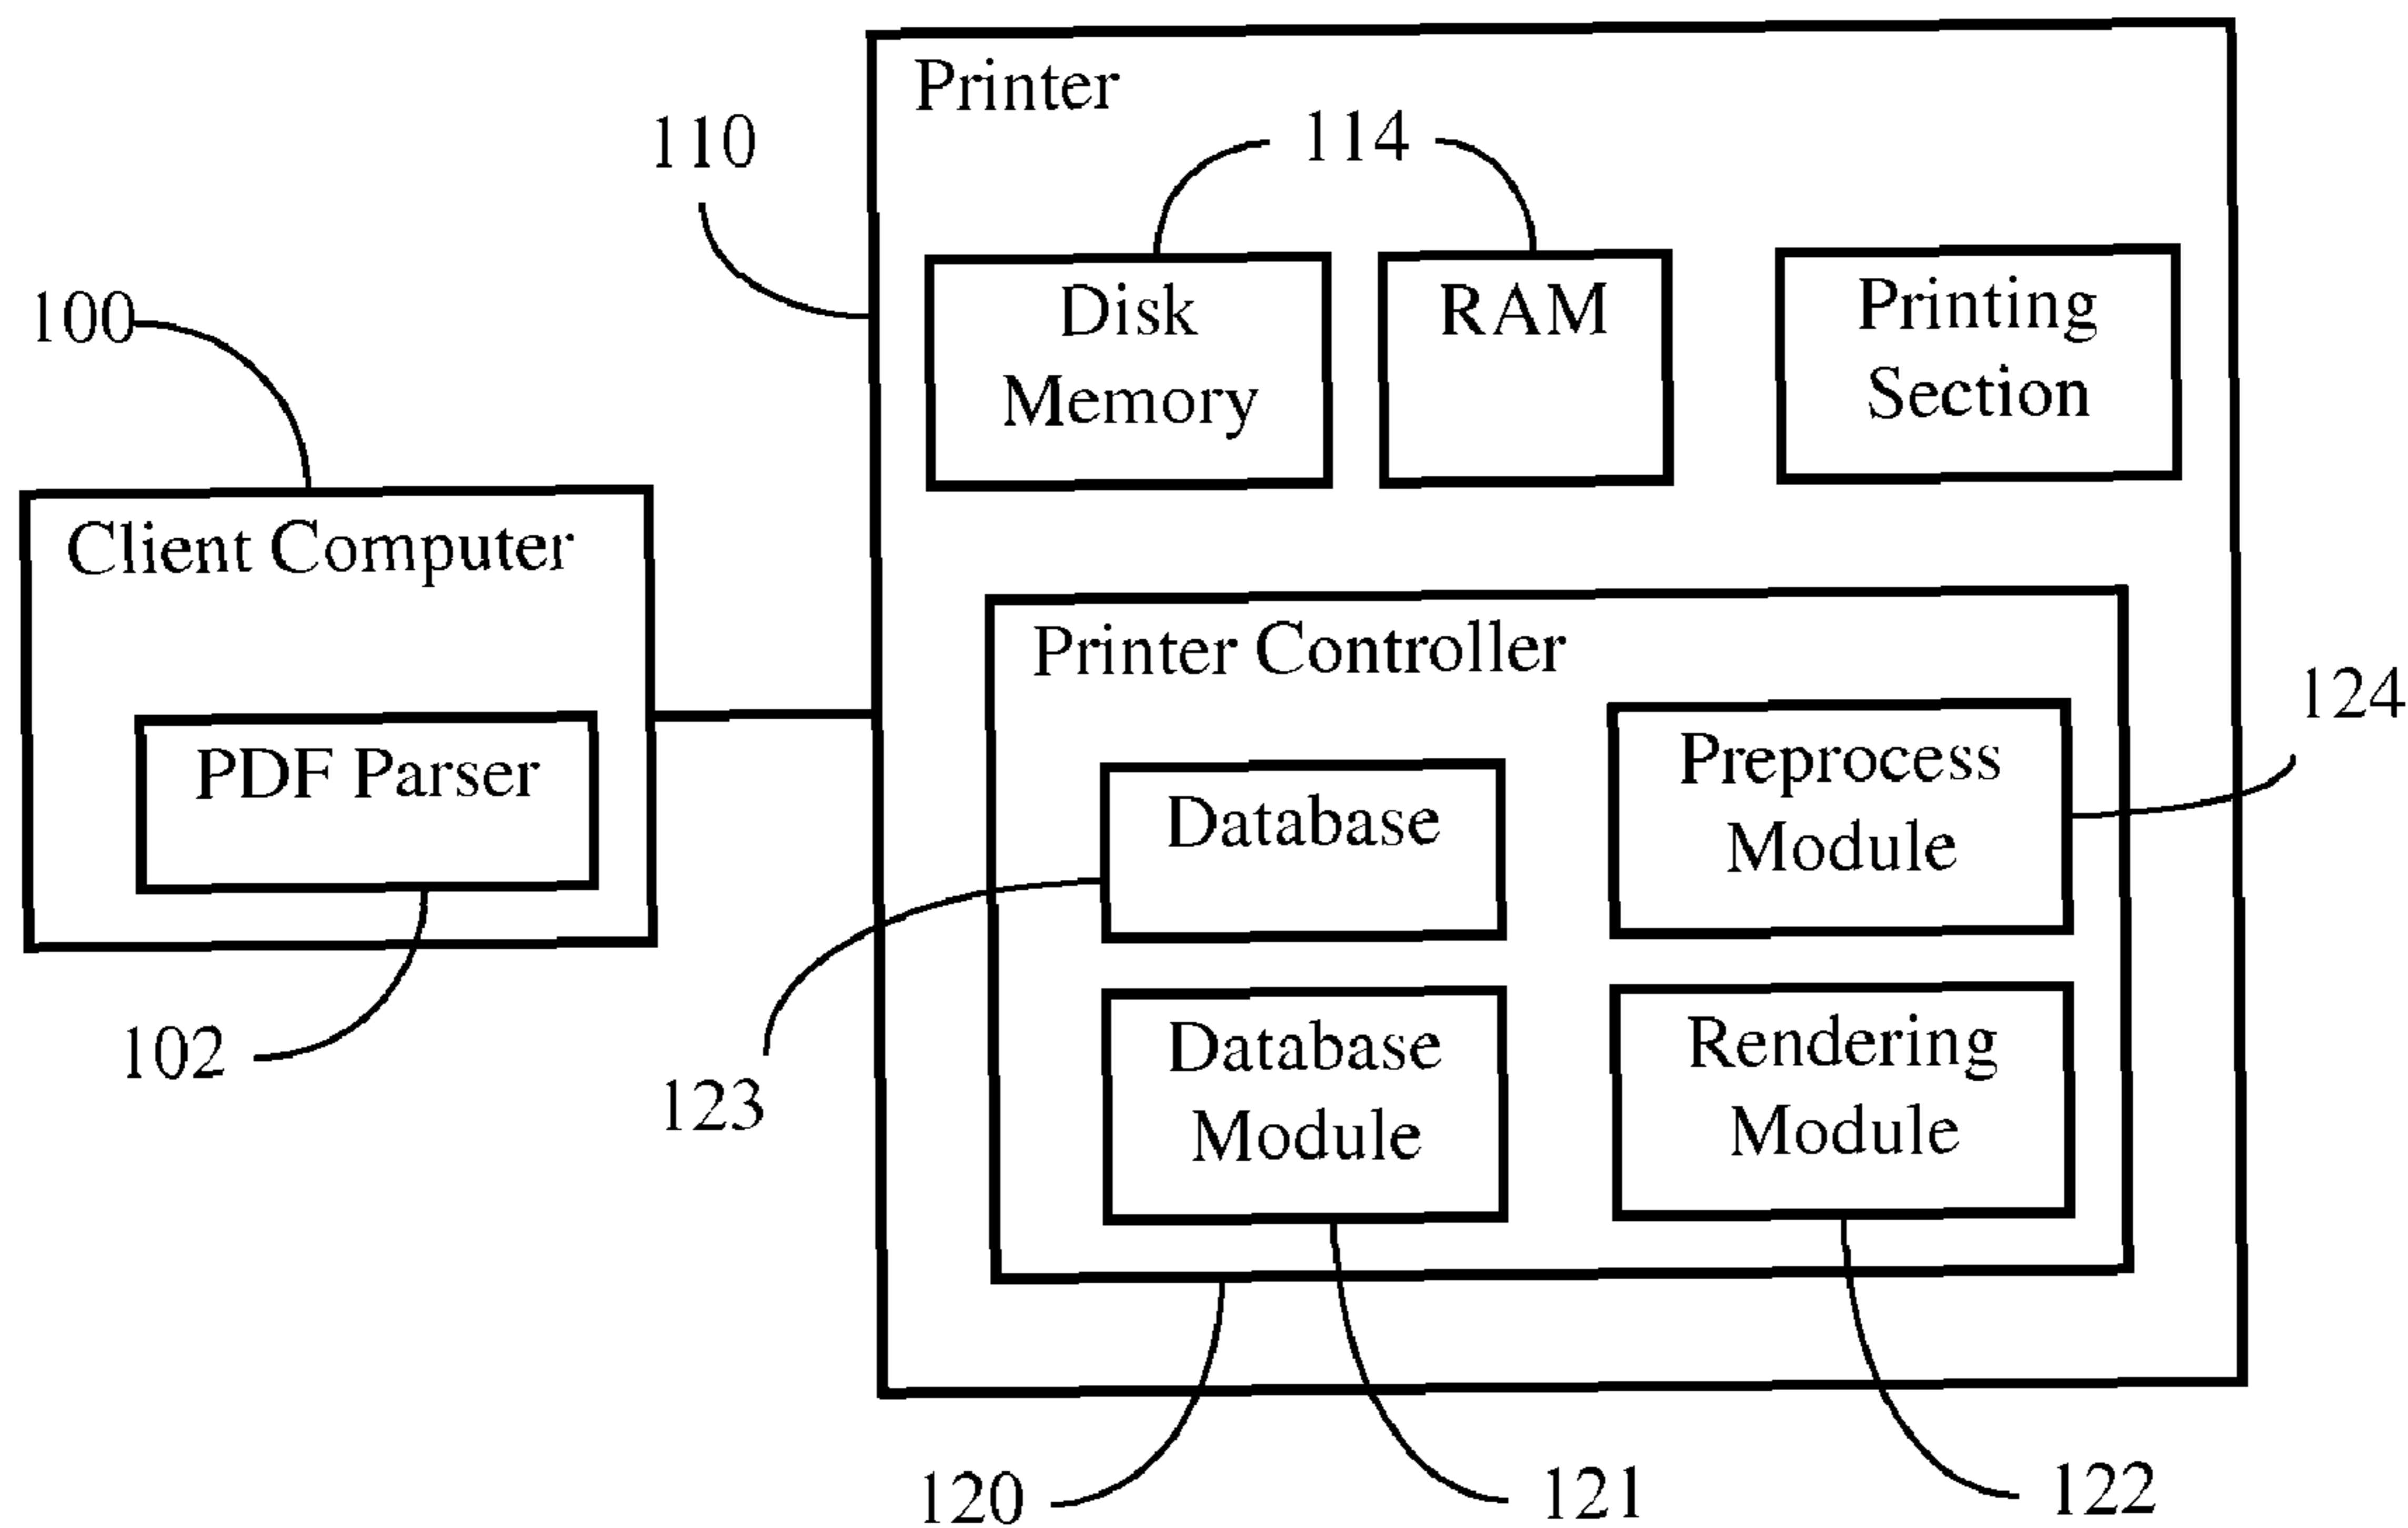 Printer
110
114
100
Disk
Memory
RAM
Printing
Section
Client Computer
PDF Parser
102
Printer Controller
124
Database
Preprocess
Module
123
Database
Module
Rendering
Module
120
121
122